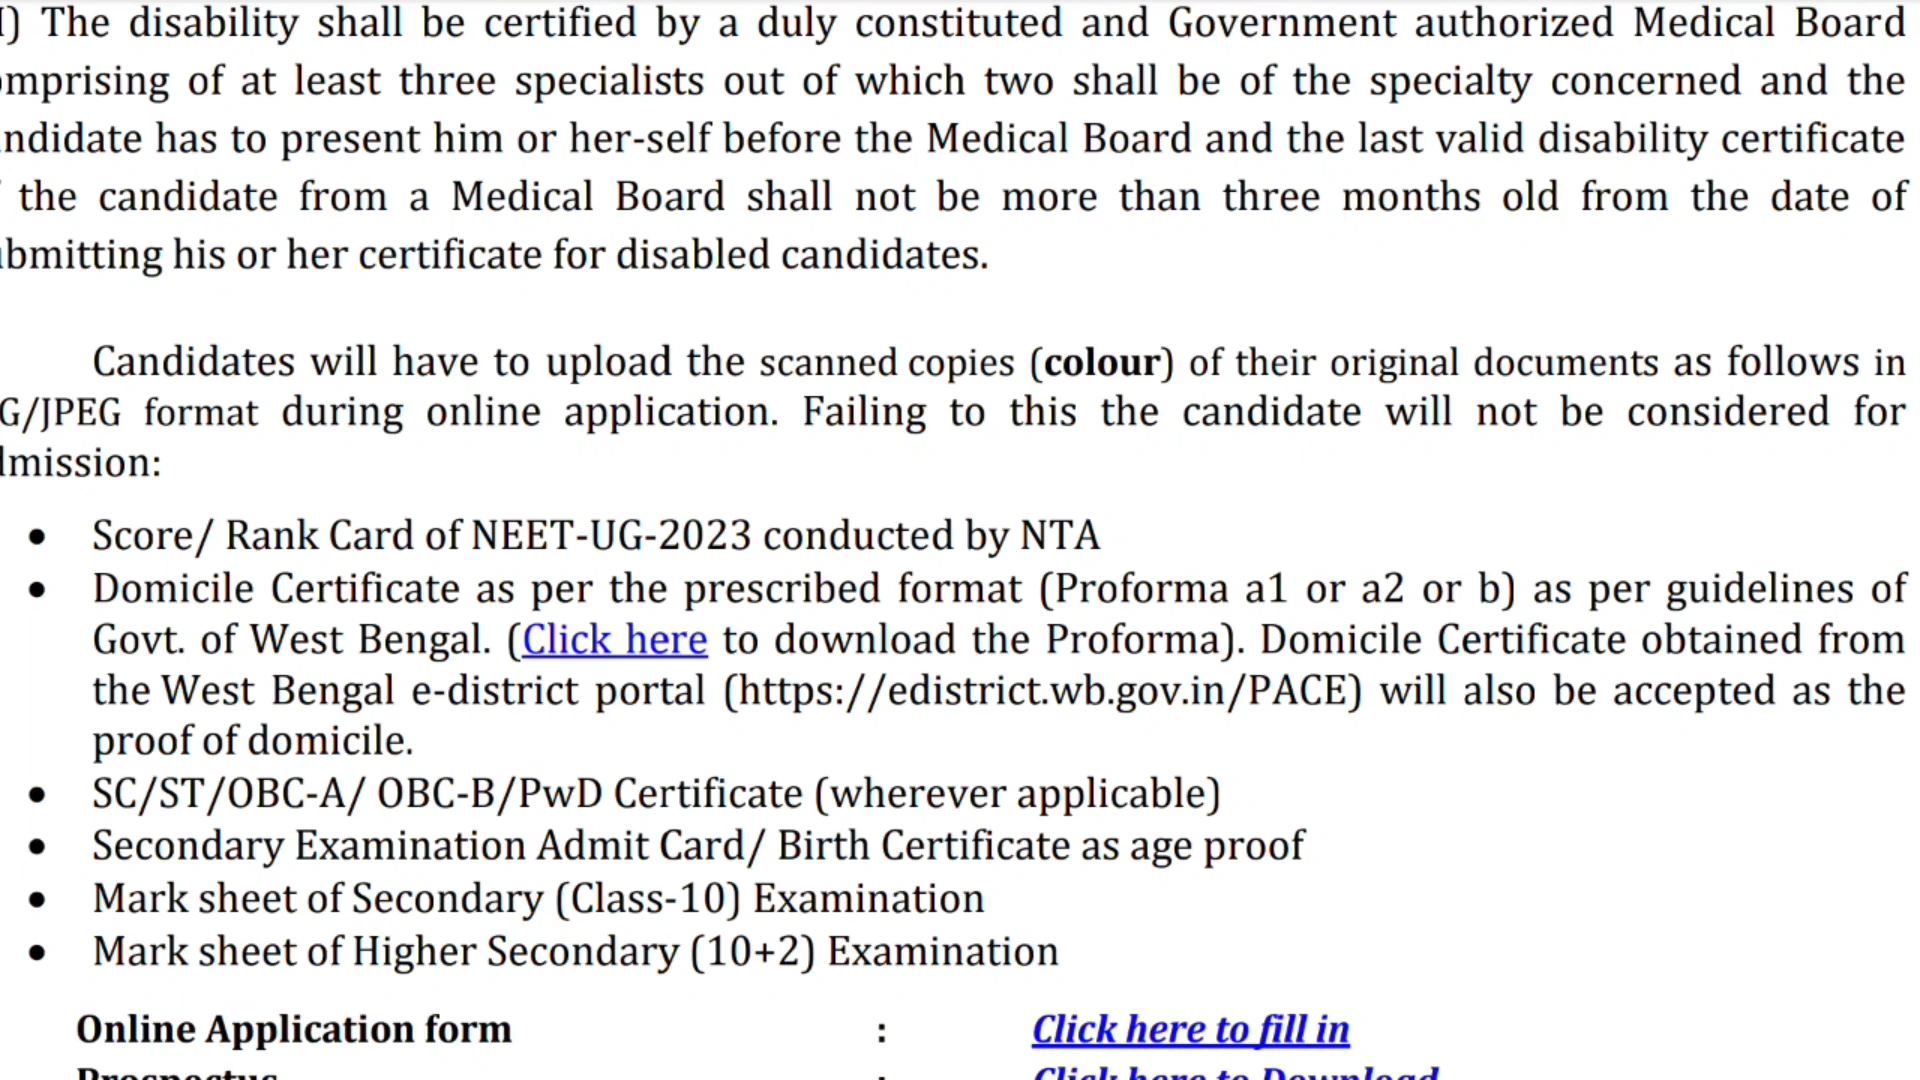 I) The disability shall be certified by a duly constituted and Government authorized Medical Board
omprising of at least three specialists out of which two shall be of the specialty concerned and the
ndidate has to present him or her-self before the Medical Board and the last valid disability certificate
the candidate from a Medical Board shall not be more than three months old from the date of
bmitting his or her certificate for disabled candidates.
Candidates will have to upload the scanned copies (colour) of their original documents as follows in
G/JPEG format during online application. Failing to this the candidate will not be considered for
lmission:
• Score/ Rank Card of NEET-UG-2023 conducted by NTA
• Domicile Certificate as per the prescribed format (Proforma a1 or a2 or b) as per guidelines of
Govt. of West Bengal. (Click here to download the Proforma). Domicile Certificate obtained from
the West Bengal e-district portal (https://edistrict.wb.gov.in/PACE) will also be accepted as the
proof of domicile.
• SC/ST/OBC-A/ OBC-B/PwD Certificate (wherever applicable)
• Secondary Examination Admit Card/ Birth Certificate as age proof
• Mark sheet of Secondary (Class-10) Examination
• Mark sheet of Higher Secondary (10+2) Examination
Online Application form : Click here to fill in
Prospectus : Click here to Download